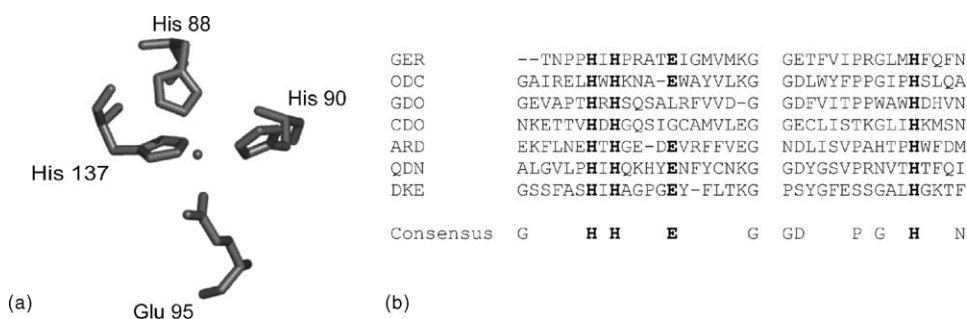 His 88
His 90
His 137
Glu 95
(a)
GER --TNPPHIHPRATEIGMVMKG GETFVIPRGLMHFQFN
ODC GAIRELHWHKNA-EWAYVLKG GDLWYFPPGIPHSLQA
GDO GEVAPTHRHSQSALRFVVD-G GDFVITPPWAWHDHVN
CDO NKETTVHDHGQSIGCAMVLEG GECLISTKGLIHKMSN
ARD EKFLNEHTHGE-DEVRFFVEG NDLISVPAHTPHWFDM
QDN ALGVLPHIHQKHYENFYCNKG GDYGSVPRNVTHTFQI
DKE GSSFASHIHAGPGEY-FLTKG PSYGFESSGALHGKTF
Consensus G H H E G GD P G H N
(b)